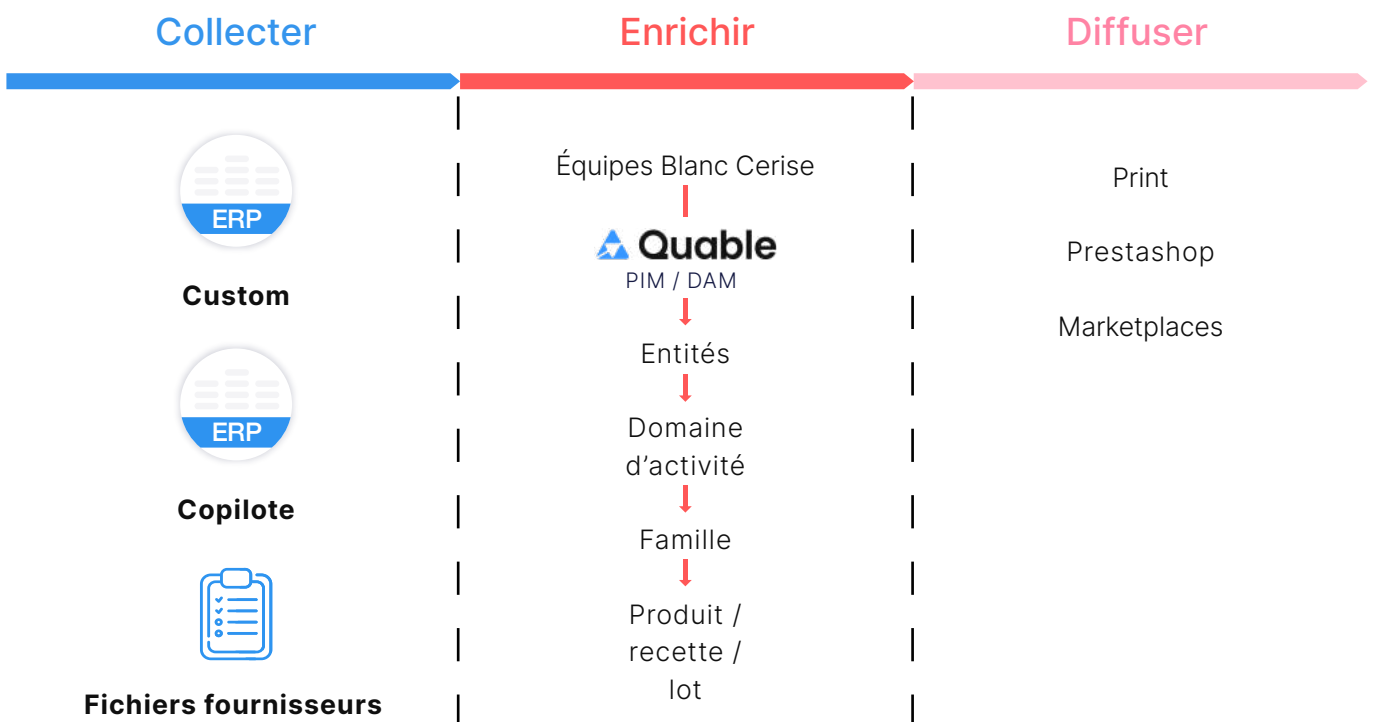 Collecter
Enrichir
Diffuser
ERP
Custom
ERP
Copilote
Fichiers fournisseurs
Équipes Blanc Cerise
Quable
PIM / DAM
Entités
Domaine
d’activité
Famille
Produit /
recette /
lot
Print
Prestashop
Marketplaces